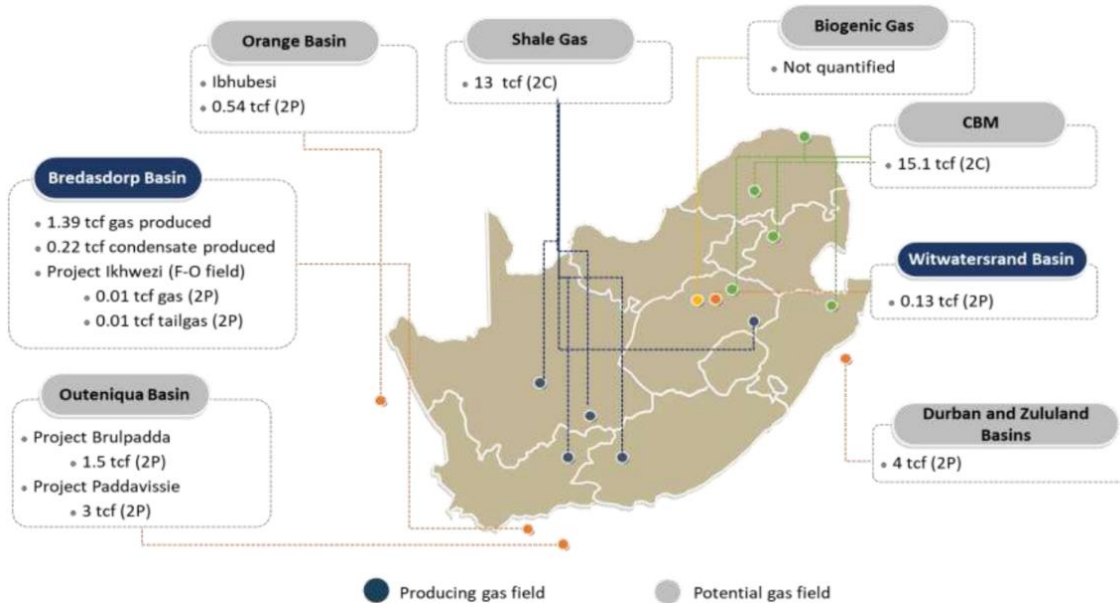 Orange Basin
Ibhubesi
0.54 tcf (2P)
Shale Gas
13 tcf (2C)
Biogenic Gas
Not quantified
CBM
15.1 tcf (2C)
Bredasdorp Basin
1.39 tcf gas produced
0.22 tcf condensate produced
Project Ikhwezi (F-O field)
0.01 tcf gas (2P)
0.01 tcf tailgas (2P)
Witwatersrand Basin
0.13 tcf (2P)
Outeniqua Basin
Project Brulpadda
1.5 tcf (2P)
Project Paddavissie
3 tcf (2P)
Durban and Zululand
Basins
4 tcf (2P)
Producing gas field
Potential gas field